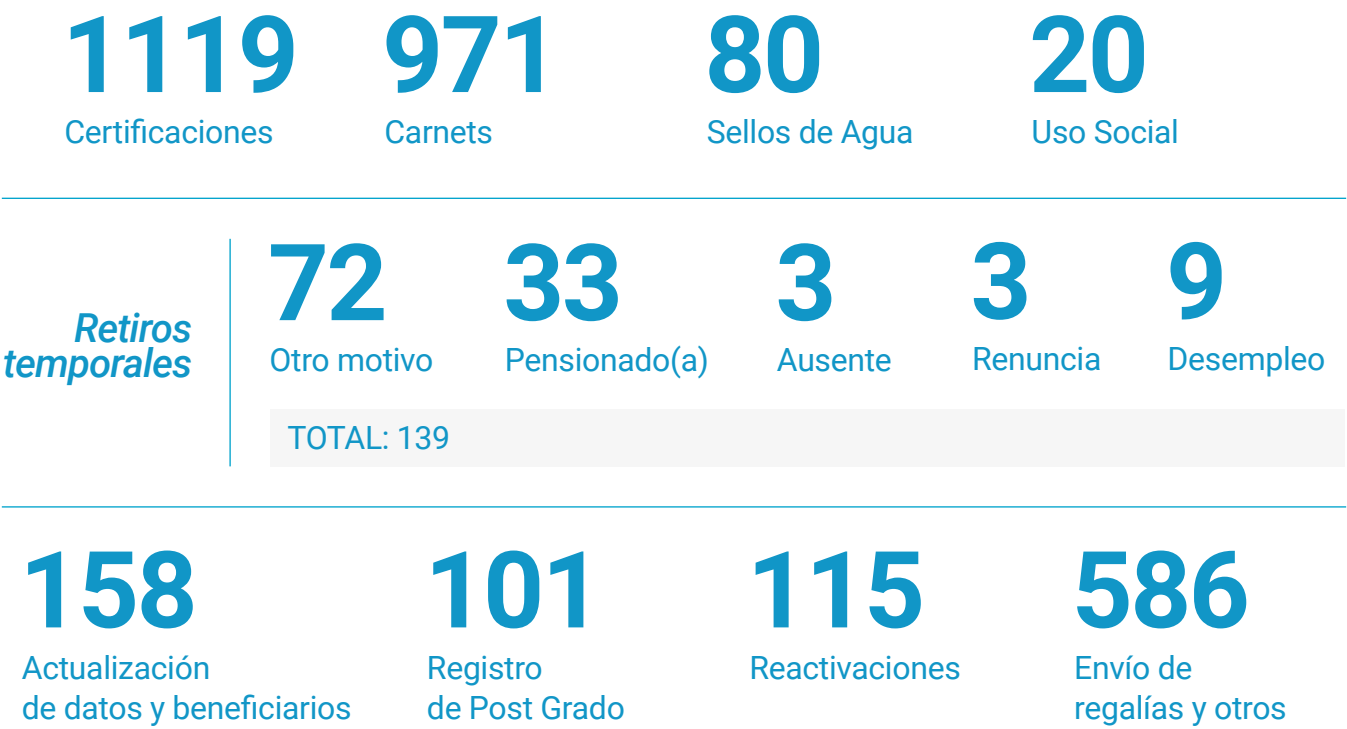 1119 971 80 20
Certificaciones Carnets Sellos de Agua Uso Social
Retiros
temporales
72 33 3 3 9
Otro motivo Pensionado(a) Ausente Renuncia Desempleo
TOTAL: 139
158 101 115 586
Actualización Registro Reactivaciones Envío de
de datos y beneficiarios de Post Grado regalías y otros